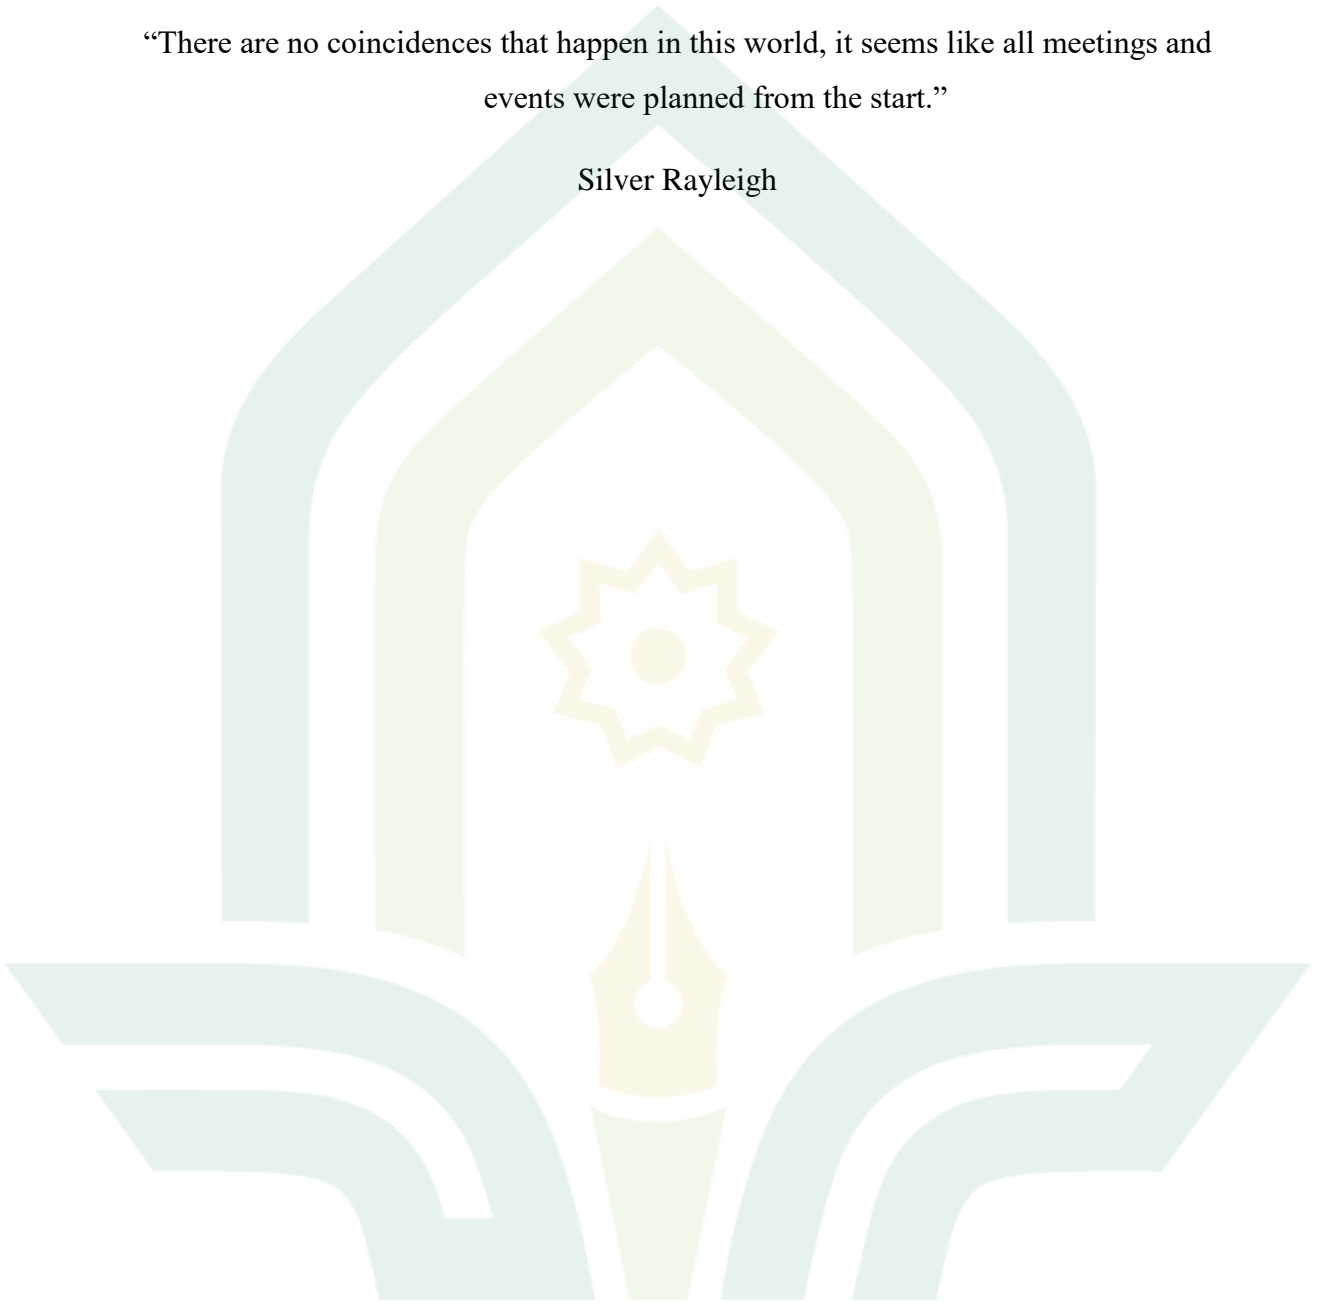 “There are no coincidences that happen in this world, it seems like all meetings and
events were planned from the start.”
Silver Rayleigh